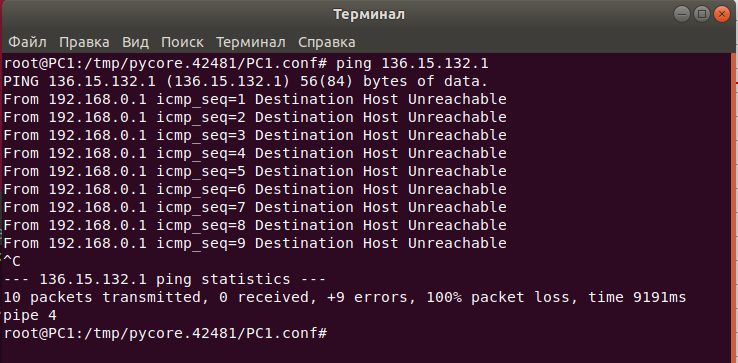 Терминал
Файл Правка Вид Поиск Терминал Справка
root@PC1:/tmp/pycore.42481/PC1.conf# ping 136.15.132.1
PING 136.15.132.1 (136.15.132.1) 56(84) bytes of data.
From 192.168.0.1 icmp_seq=1 Destination Host Unreachable
From 192.168.0.1 icmp_seq=2 Destination Host Unreachable
From 192.168.0.1 icmp_seq=3 Destination Host Unreachable
From 192.168.0.1 icmp_seq=4 Destination Host Unreachable
From 192.168.0.1 icmp_seq=5 Destination Host Unreachable
From 192.168.0.1 icmp_seq=6 Destination Host Unreachable
From 192.168.0.1 icmp_seq=7 Destination Host Unreachable
From 192.168.0.1 icmp_seq=8 Destination Host Unreachable
From 192.168.0.1 icmp_seq=9 Destination Host Unreachable
^C
--- 136.15.132.1 ping statistics ---
10 packets transmitted, 0 received, +9 errors, 100% packet loss, time 9191ms
pipe 4
root@PC1:/tmp/pycore.42481/PC1.conf#